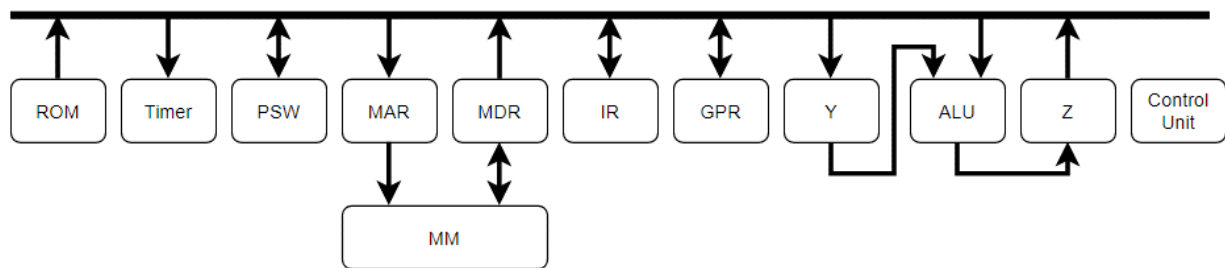 ROM
Timer
PSW
MAR
MDR
IR
GPR
Y
ALU
Z
Control
Unit
MM